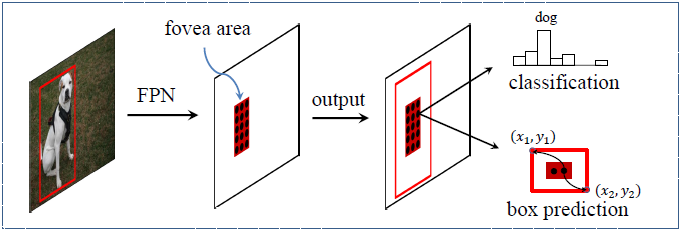 fovea area
FPN
output
dog
classification
(x₁, y₁)
(x₂, y₂)
box prediction